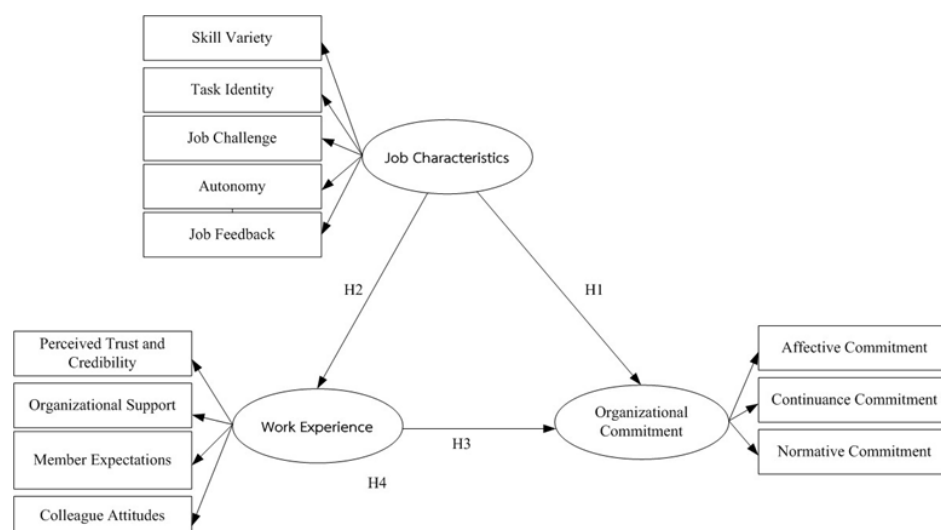 Skill Variety
Task Identity
Job Challenge
Autonomy
Job Feedback
Job Characteristics
H2
H1
Perceived Trust and
Credibility
Organizational Support
Member Expectations
Colleague Attitudes
Work Experience
H3
H4
Organizational
Commitment
Affective Commitment
Continuance Commitment
Normative Commitment